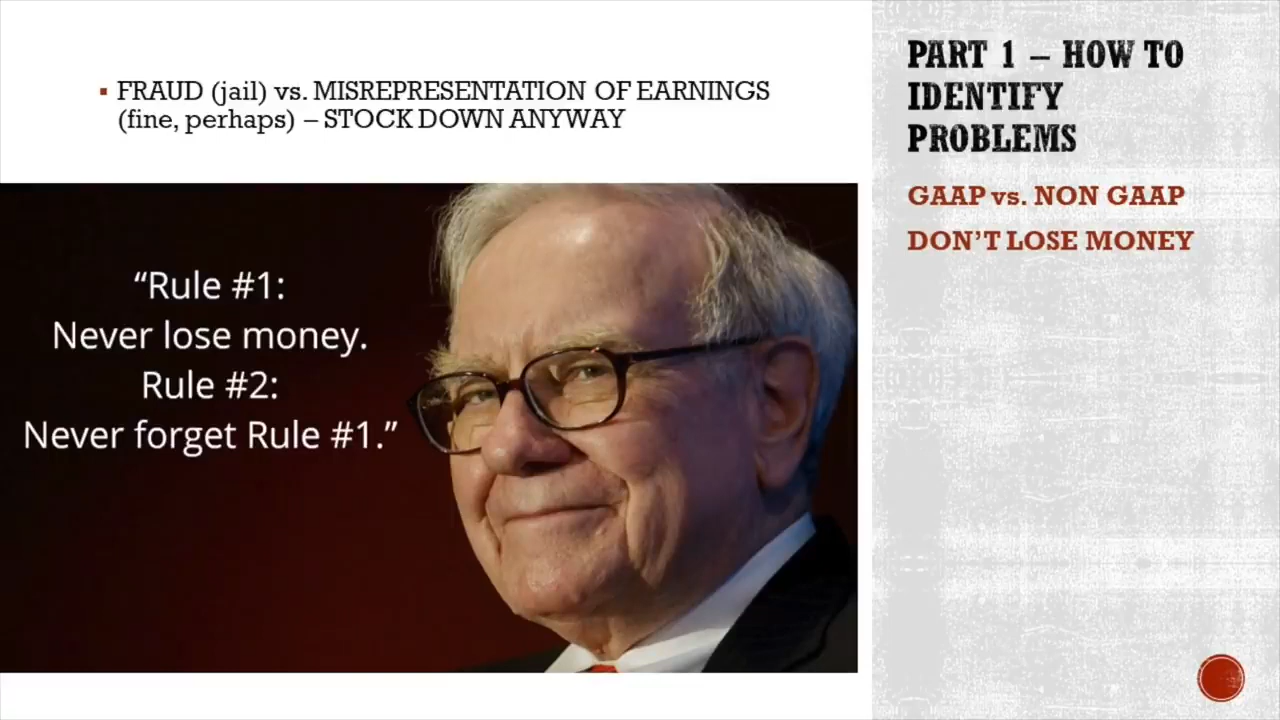 ▪ FRAUD (jail) vs. MISREPRESENTATION OF EARNINGS
(fine, perhaps) – STOCK DOWN ANYWAY
“Rule #1:
Never lose money.
Rule #2:
Never forget Rule #1.”
PART 1 – HOW TO
IDENTIFY
PROBLEMS
GAAP vs. NON GAAP
DON’T LOSE MONEY